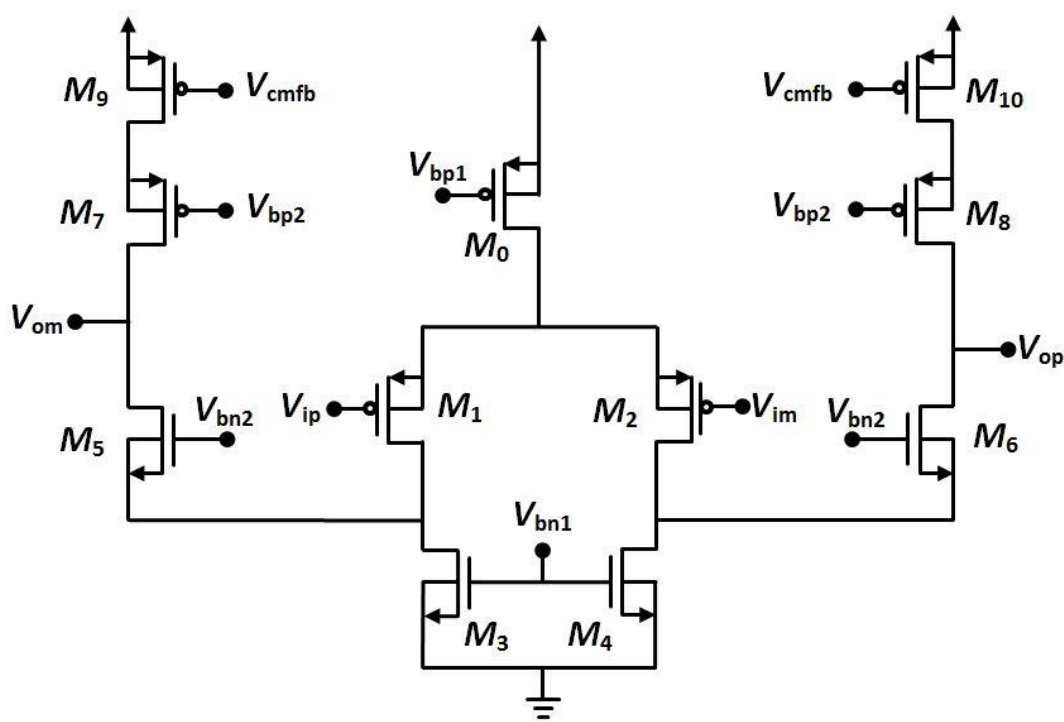 M9 Vcmfb Vcmfb M10
Vbp1
M7 Vbp2 Vbp2 M8
M0
Vom Vop
Vip M1 M2 Vim
M5 Vbn2 Vbn2 M6
Vbn1
M3 M4